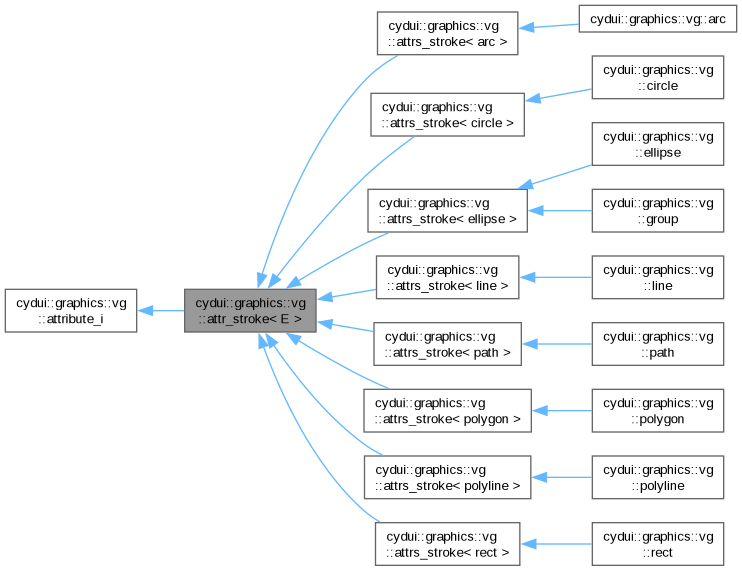 cydui::graphics::vg
::attribute_i
cydui::graphics::vg
::attr_stroke< E >
cydui::graphics::vg
::attrs_stroke< arc >
cydui::graphics::vg::arc
cydui::graphics::vg
::attrs_stroke< circle >
cydui::graphics::vg
::circle
cydui::graphics::vg
::attrs_stroke< ellipse >
cydui::graphics::vg
::ellipse
cydui::graphics::vg
::group
cydui::graphics::vg
::attrs_stroke< line >
cydui::graphics::vg
::line
cydui::graphics::vg
::attrs_stroke< path >
cydui::graphics::vg
::path
cydui::graphics::vg
::attrs_stroke< polygon >
cydui::graphics::vg
::polygon
cydui::graphics::vg
::attrs_stroke< polyline >
cydui::graphics::vg
::polyline
cydui::graphics::vg
::attrs_stroke< rect >
cydui::graphics::vg
::rect